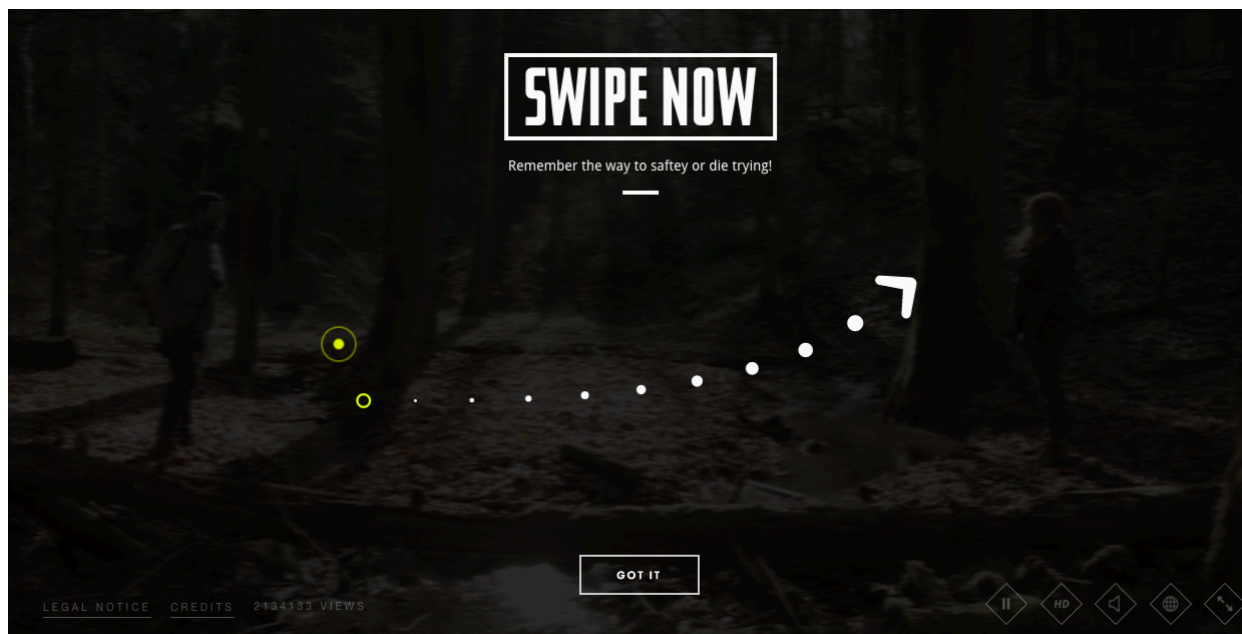 SWIPE NOW
Remember the way to saftey or die trying!
GOT IT
LEGAL NOTICE CREDITS 2134133 VIEWS
HD